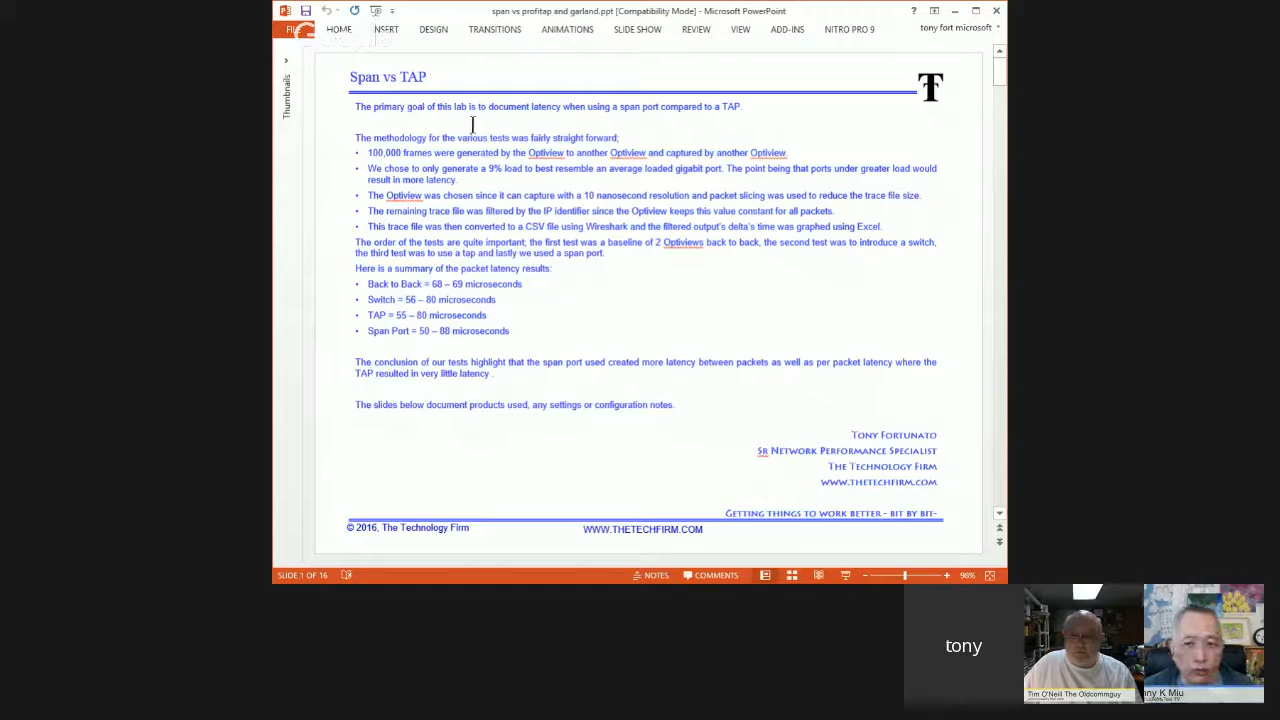 span vs profitap and garland.ppt [Compatibility Mode] - Microsoft PowerPoint
FILE HOME INSERT DESIGN TRANSITIONS ANIMATIONS SLIDE SHOW REVIEW VIEW ADD-INS NITRO PRO 9 tony fort microsoft
Thumbnails
Span vs TAP
T
The primary goal of this lab is to document latency when using a span port compared to a TAP.
The methodology for the various tests was fairly straight forward;
• 100,000 frames were generated by the Optiview to another Optiview and captured by another Optiview.
• We chose to only generate a 9% load to best resemble an average loaded gigabit port. The point being that ports under greater load would
result in more latency.
• The Optiview was chosen since it can capture with a 10 nanosecond resolution and packet slicing was used to reduce the trace file size.
• The remaining trace file was filtered by the IP identifier since the Optiview keeps this value constant for all packets.
• This trace file was then converted to a CSV file using Wireshark and the filtered output's delta's time was graphed using Excel.
The order of the tests are quite important; the first test was a baseline of 2 Optiviews back to back, the second test was to introduce a switch,
the third test was to use a tap and lastly we used a span port.
Here is a summary of the packet latency results:
• Back to Back = 68 – 69 microseconds
• Switch = 56 – 80 microseconds
• TAP = 55 – 80 microseconds
• Span Port = 50 – 88 microseconds
The conclusion of our tests highlight that the span port used created more latency between packets as well as per packet latency where the
TAP resulted in very little latency .
The slides below document products used, any settings or configuration notes.
Tony Fortunato
Sr Network Performance Specialist
The Technology Firm
www.thetechfirm.com
Getting things to work better - bit by bit-
© 2016, The Technology Firm WWW.THETECHFIRM.COM
SLIDE 1 OF 16 NOTES COMMENTS 98%
tony
Tim O'Neill The Oldcommguy
nny K Miu